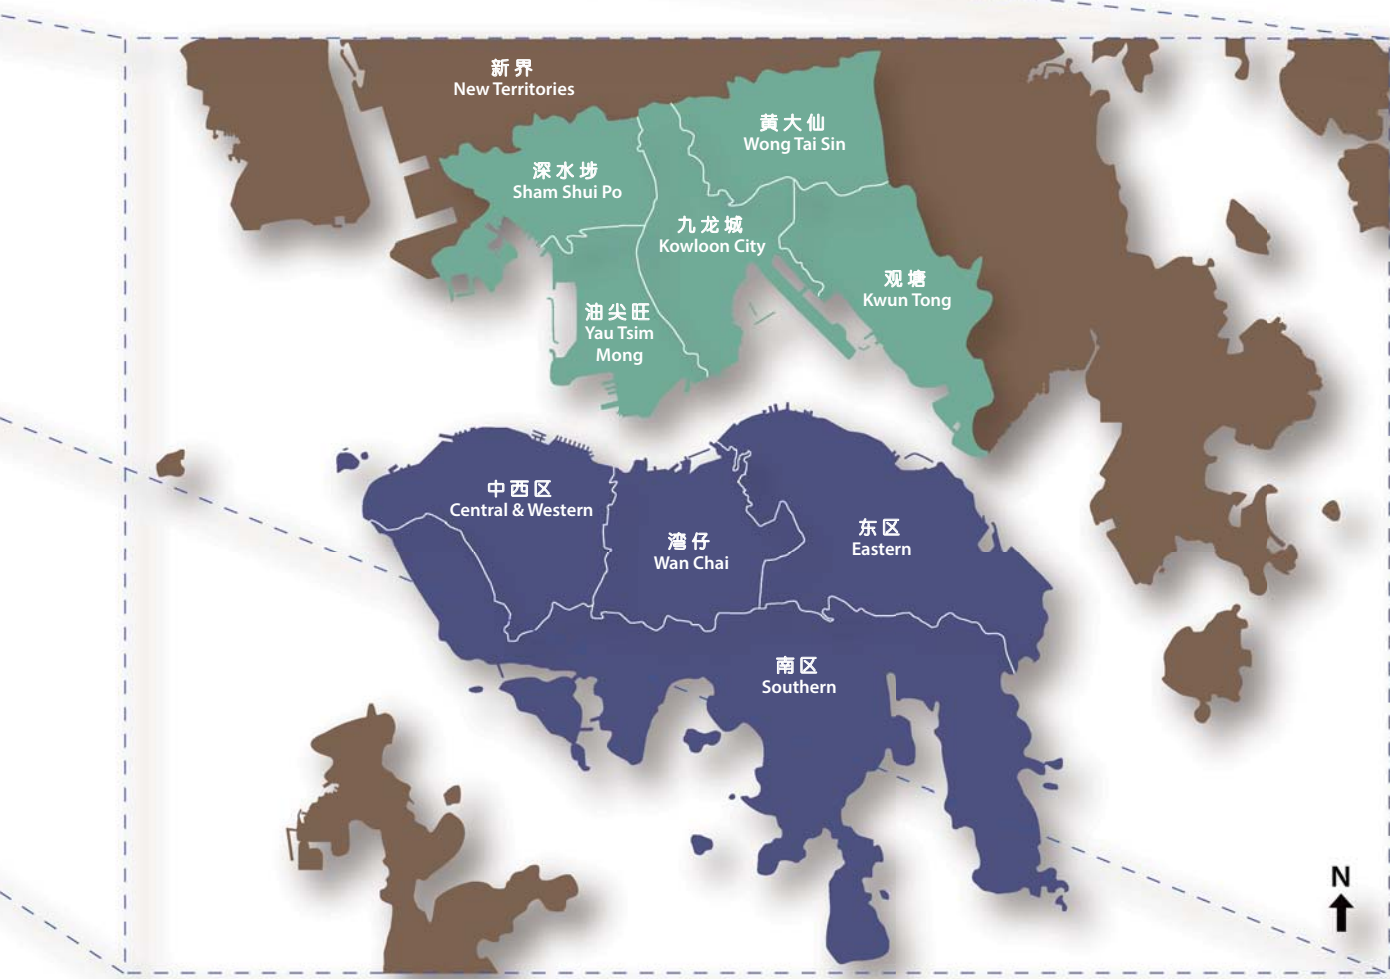 新界
New Territories
黄大仙
Wong Tai Sin
深水埗
Sham Shui Po
九龙城
Kowloon City
观塘
Kwun Tong
油尖旺
Yau Tsim
Mong
中西区
Central & Western
湾仔
Wan Chai
东区
Eastern
南区
Southern
N